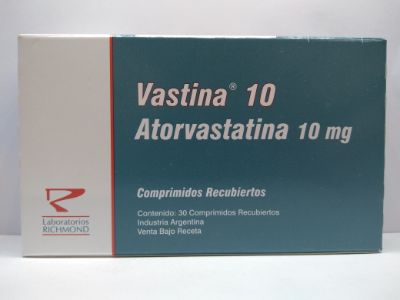 Vastina® 10
Atorvastatina 10 mg
Comprimidos Recubiertos
Contenido: 30 Comprimidos Recubiertos
Industria Argentina
Venta Bajo Receta
Laboratorios
RICHMOND